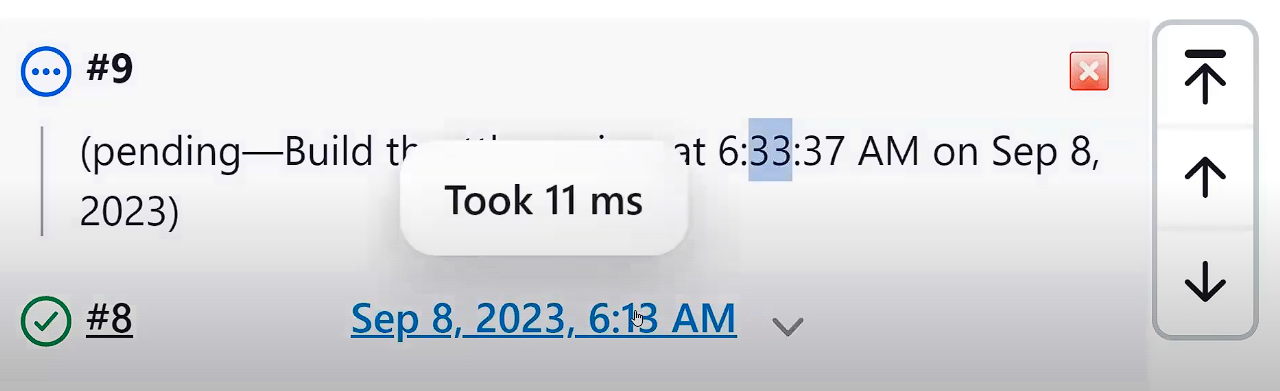 #9
(pending—Build at 6:33:37 AM on Sep 8,
2023)
Took 11 ms
#8 Sep 8, 2023, 6:13 AM